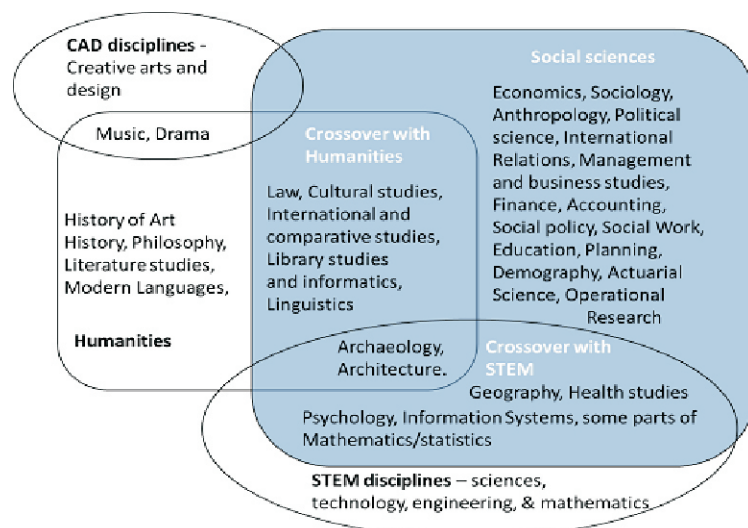 CAD disciplines -
Creative arts and
design
Music, Drama
History of Art
History, Philosophy,
Literature studies,
Modern Languages,
Humanities
Crossover with
Humanities
Law, Cultural studies,
International and
comparative studies,
Library studies
and informatics,
Linguistics
Social sciences
Economics, Sociology,
Anthropology, Political
science, International
Relations, Management
and business studies,
Finance, Accounting,
Social policy, Social Work,
Education, Planning,
Demography, Actuarial
Science, Operational
Research
Archaeology,
Architecture.
Crossover with
STEM
Geography, Health studies
Psychology, Information Systems, some parts of
Mathematics/statistics
STEM disciplines – sciences,
technology, engineering, & mathematics